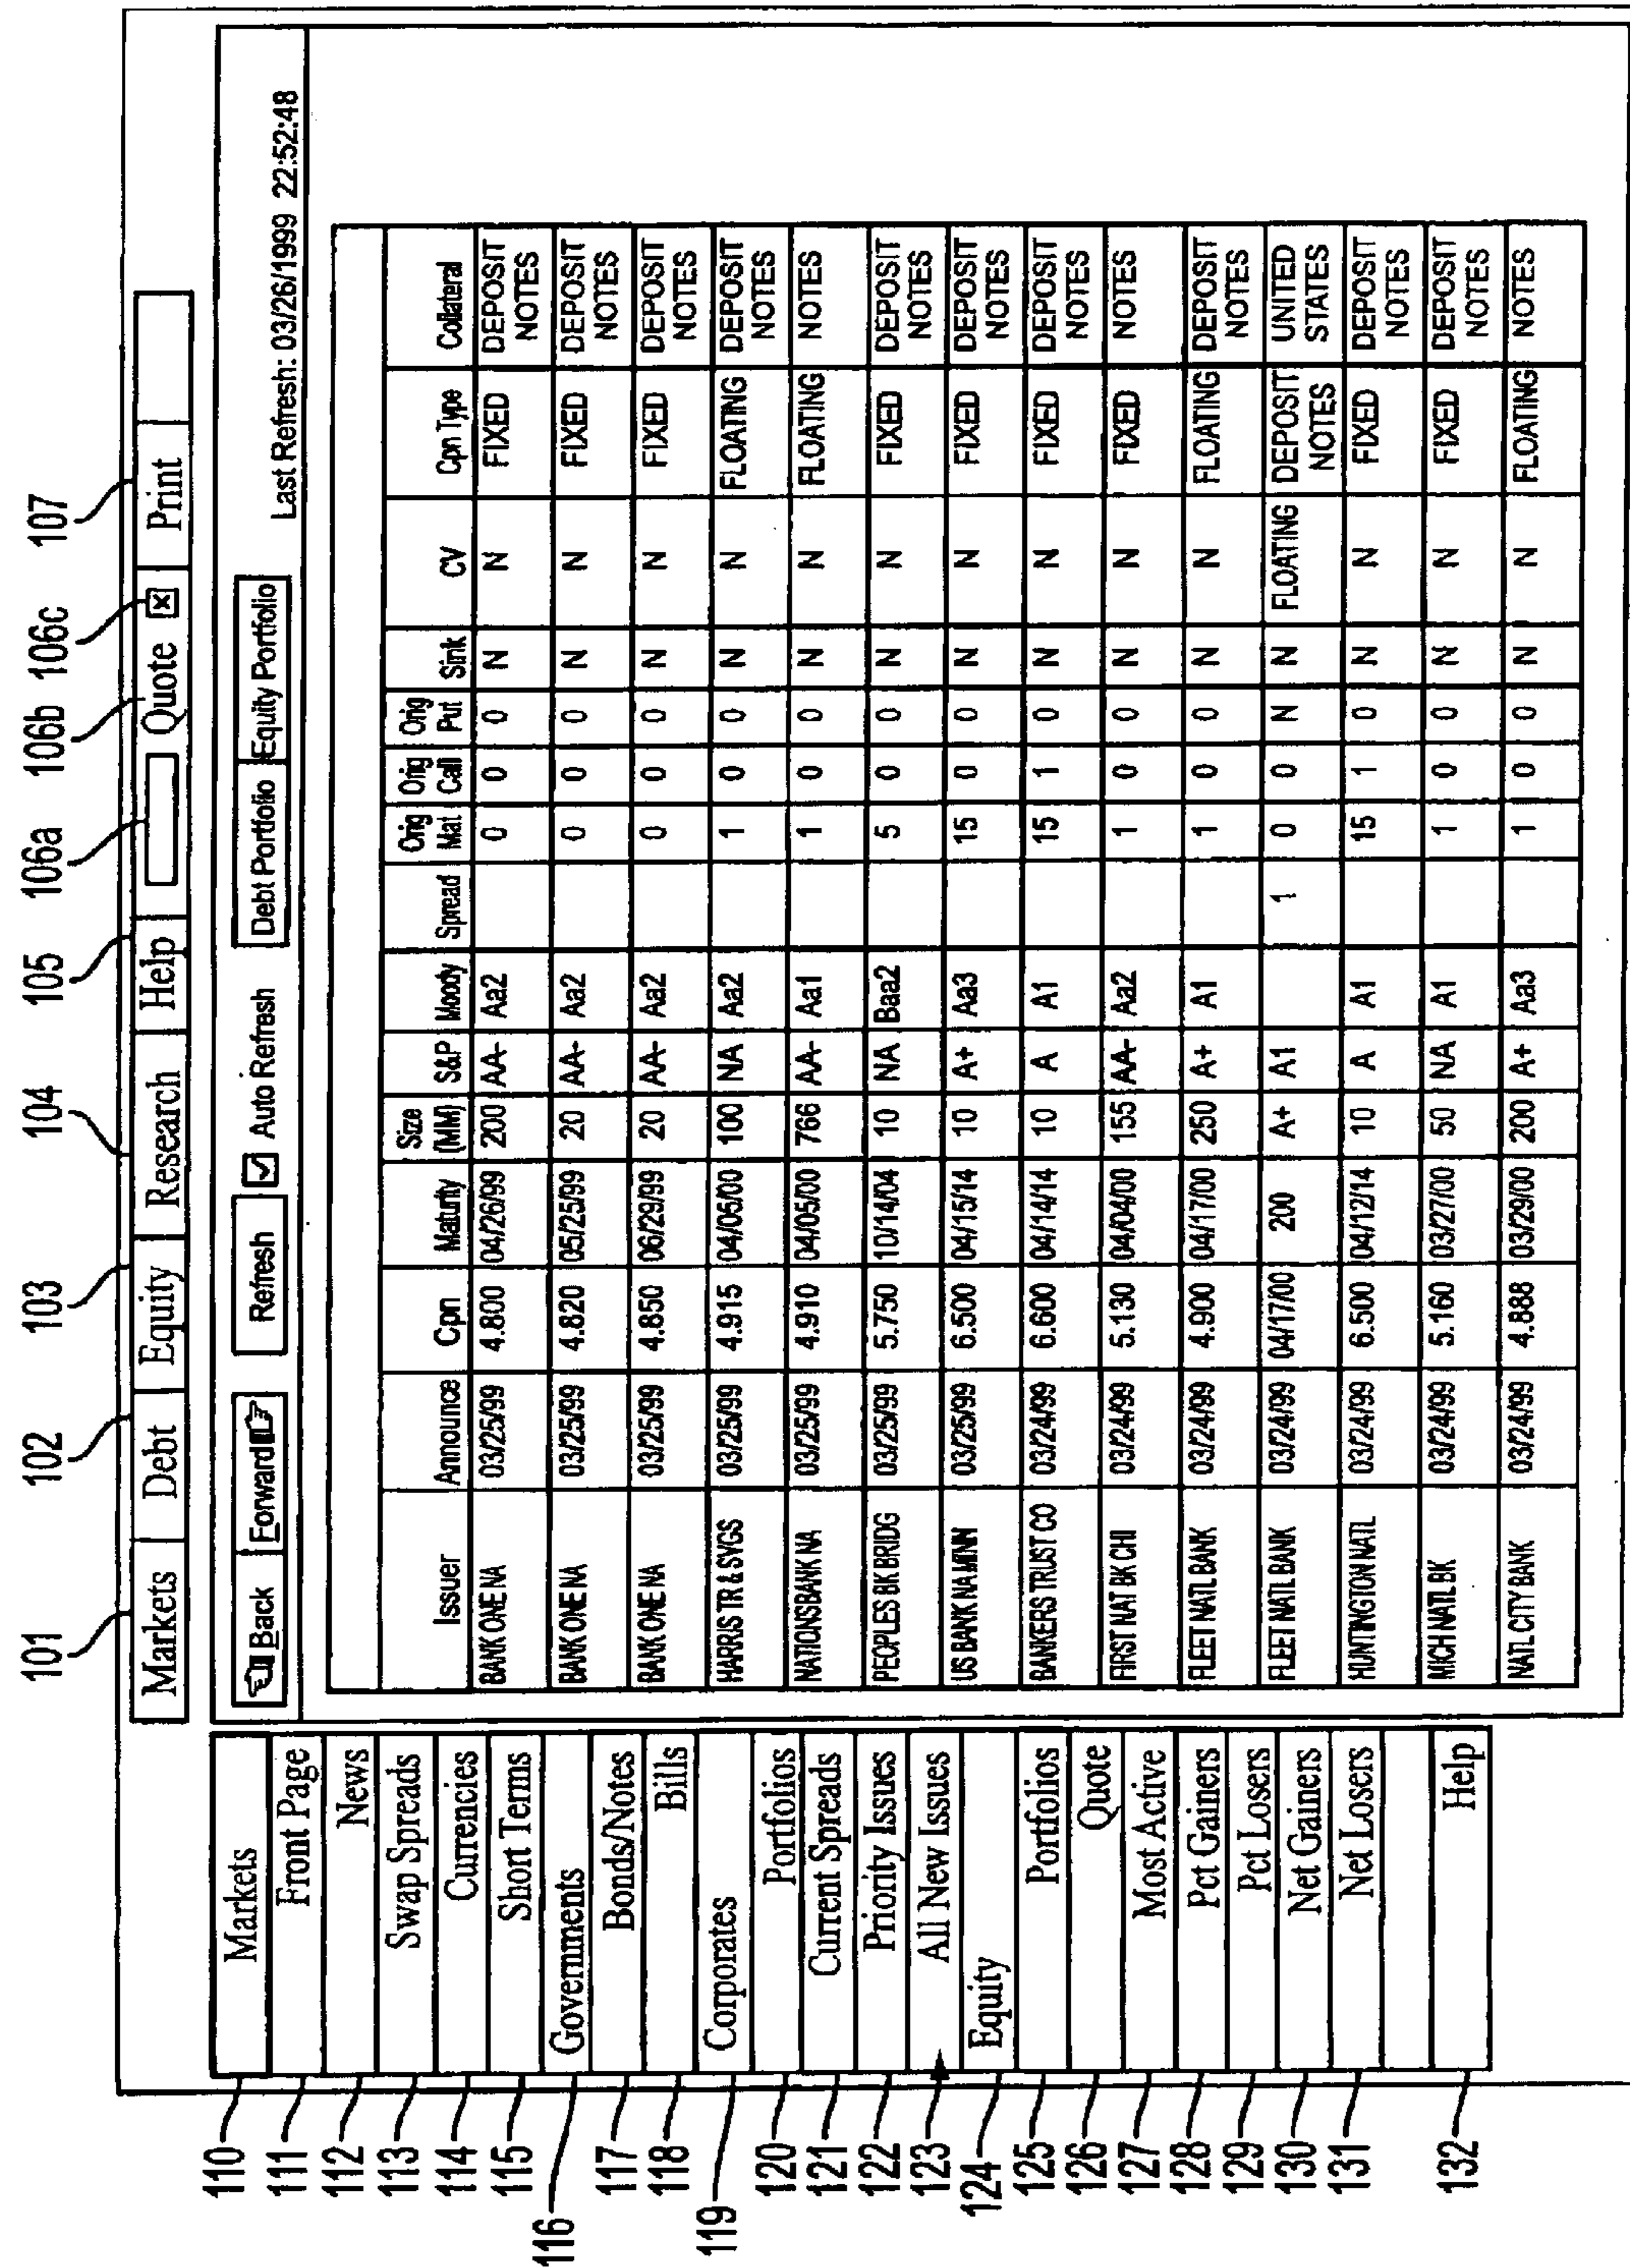 101 102 103 104 105 106a 106b 106c 107
Markets Debt Equity Research Help Quote Print
Back Forward Refresh Auto Refresh Debt Portfolio Equity Portfolio
Last Refresh: 03/26/1999 22:52:48
110 Markets
111 Front Page
112 News
113 Swap Spreads
114 Currencies
115 Short Terms
116 Governments
117 Bonds/Notes
118 Bills
119 Corporates
120 Portfolios
121 Current Spreads
122 Priority Issues
123 All New Issues
124 Equity
125 Portfolios
126 Quote
127 Most Active
128 Pct Gainers
129 Pct Losers
130 Net Gainers
131 Net Losers
132 Help
Issuer Announce Cpn Maturity Size (MM) S&P Moody Spread Orig Mat Orig Call Orig Put Sink CV Cpn Type Collateral
BANK ONE NA 03/25/99 4.800 04/26/99 200 AA- Aa2 0 0 0 N N FIXED DEPOSIT NOTES
BANK ONE NA 03/25/99 4.820 05/25/99 20 AA- Aa2 0 0 0 N N FIXED DEPOSIT NOTES
BANK ONE NA 03/25/99 4.850 06/29/99 20 AA- Aa2 0 0 0 N N FIXED DEPOSIT NOTES
HARRIS TR & SVGS 03/25/99 4.915 04/05/00 100 NA Aa2 1 0 0 N N FLOATING DEPOSIT NOTES
NATIONSBANK NA 03/25/99 4.910 04/05/00 766 AA- Aa1 1 0 0 N N FLOATING NOTES
PEOPLES BK BRIDG 03/25/99 5.750 10/14/04 10 NA Baa2 5 0 0 N N FIXED DEPOSIT NOTES
US BANK NA MINN 03/25/99 6.500 04/15/14 10 A+ Aa3 15 0 0 N N FIXED DEPOSIT NOTES
BANKERS TRUST CO 03/24/99 6.600 04/14/14 10 A A1 15 1 0 N N FIXED DEPOSIT NOTES
FIRST NAT BK CHI 03/24/99 5.130 04/04/00 155 AA- Aa2 1 0 0 N N FIXED NOTES
FLEET NATL BANK 03/24/99 4.900 04/17/00 250 A+ A1 1 0 0 N N FLOATING DEPOSIT NOTES
FLEET NATL BANK 03/24/99 04/17/00 200 A+ A1 1 0 0 N N FLOATING DEPOSIT NOTES UNITED STATES
HUNTINGTON NATL 03/24/99 6.500 04/12/14 10 A A1 15 1 0 N N FIXED DEPOSIT NOTES
MICH NATL BK 03/24/99 5.160 03/27/00 50 NA A1 1 0 0 N N FIXED DEPOSIT NOTES
NATL CITY BANK 03/24/99 4.888 03/29/00 200 A+ Aa3 1 0 0 N N FLOATING NOTES